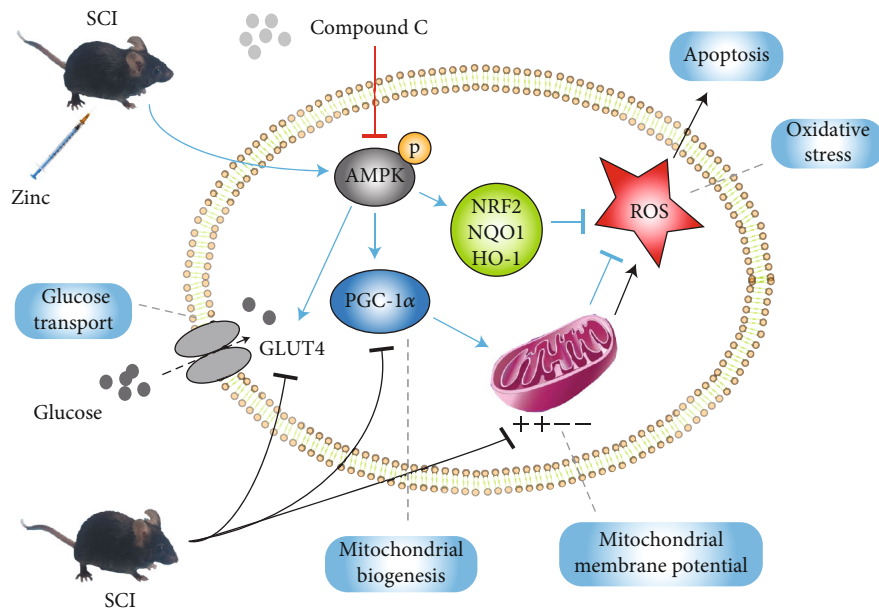 SCI
Compound C
Apoptosis
Zinc
p
AMPK
Oxidative
stress
NRF2
NQO1
HO-1
ROS
Glucose
transport
PGC-1α
GLUT4
Glucose
++−−
Mitochondrial
biogenesis
Mitochondrial
membrane potential
SCI